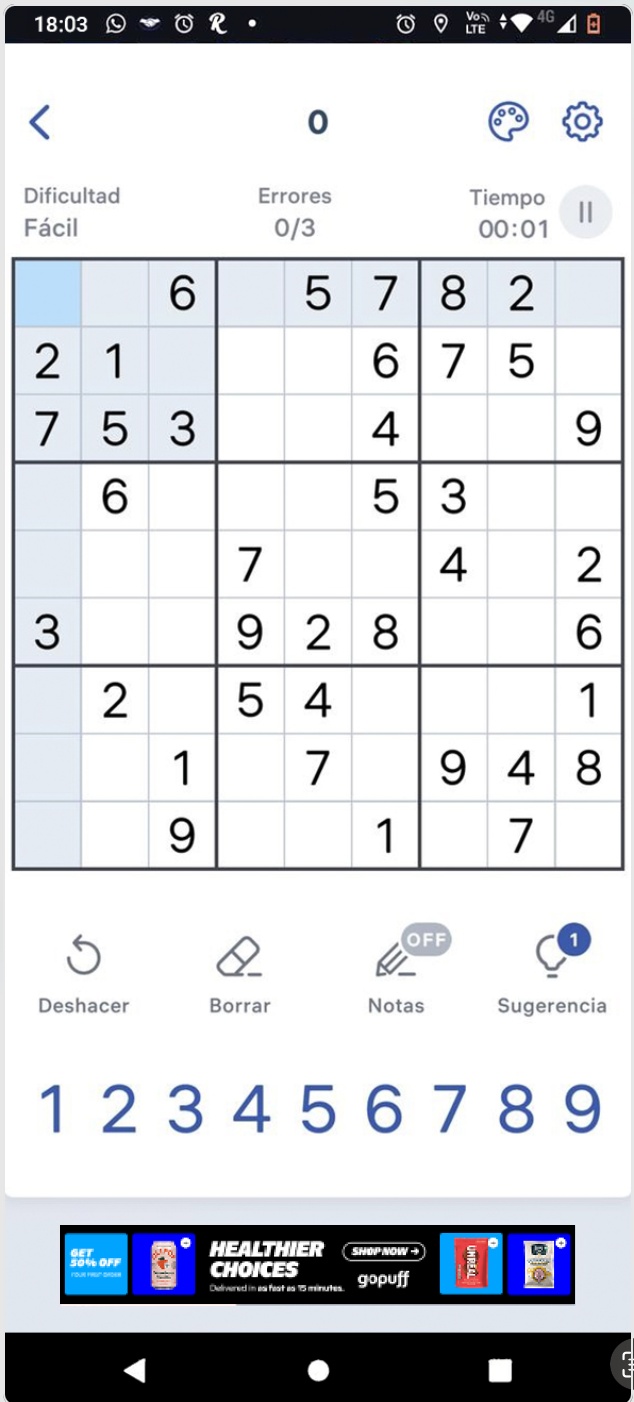 18:03 Vo LTE 4G
0
Dificultad Errores Tiempo
Fácil 0/3 00:01
6 5 7 8 2
2 1 6 7 5
7 5 3 4 9
6 5 3
7 4 2
3 9 2 8 6
2 5 4 1
1 7 9 4 8
9 1 7
OFF 1
Deshacer Borrar Notas Sugerencia
1 2 3 4 5 6 7 8 9
GET
50% OFF
YOUR FIRST ORDER
HEALTHIER
CHOICES
Delivered in as fast as 15 minutes.
SHOP NOW →
gopuff
UNREAL